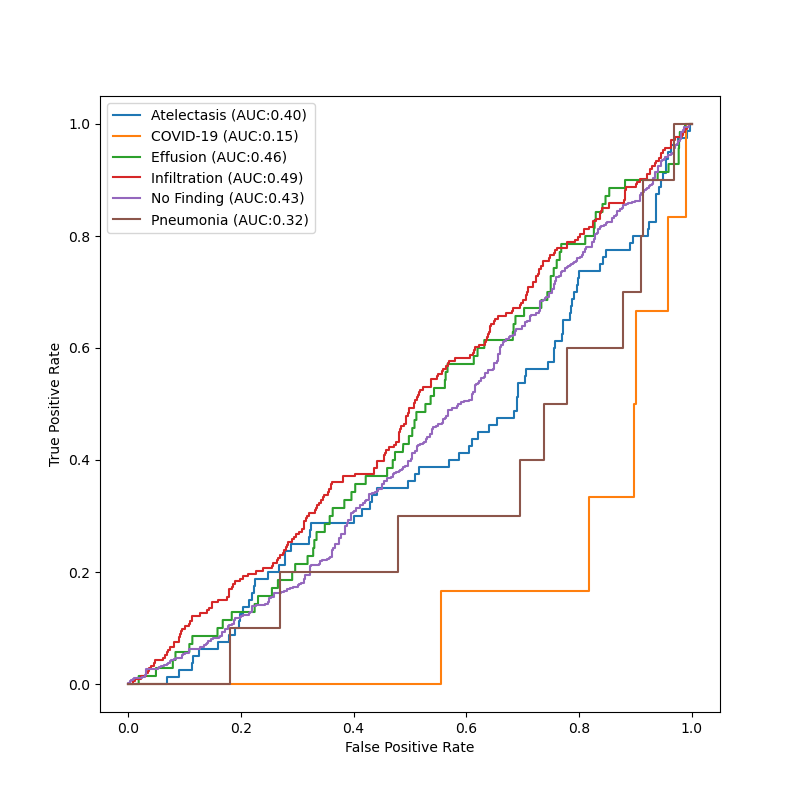 Atelectasis (AUC:0.40)
COVID-19 (AUC:0.15)
Effusion (AUC:0.46)
Infiltration (AUC:0.49)
No Finding (AUC:0.43)
Pneumonia (AUC:0.32)
True Positive Rate
1.0
0.8
0.6
0.4
0.2
0.0
0.0 0.2 0.4 0.6 0.8 1.0
False Positive Rate